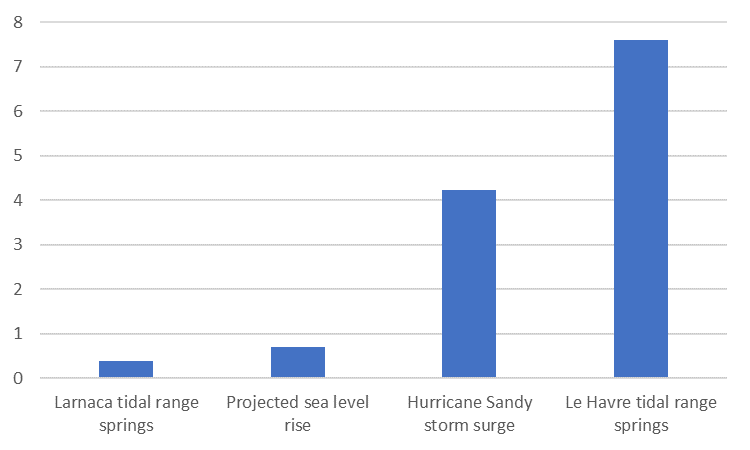 8
7
6
5
4
3
2
1
0
Larnaca tidal range
springs
Projected sea level
rise
Hurricane Sandy
storm surge
Le Havre tidal range
springs